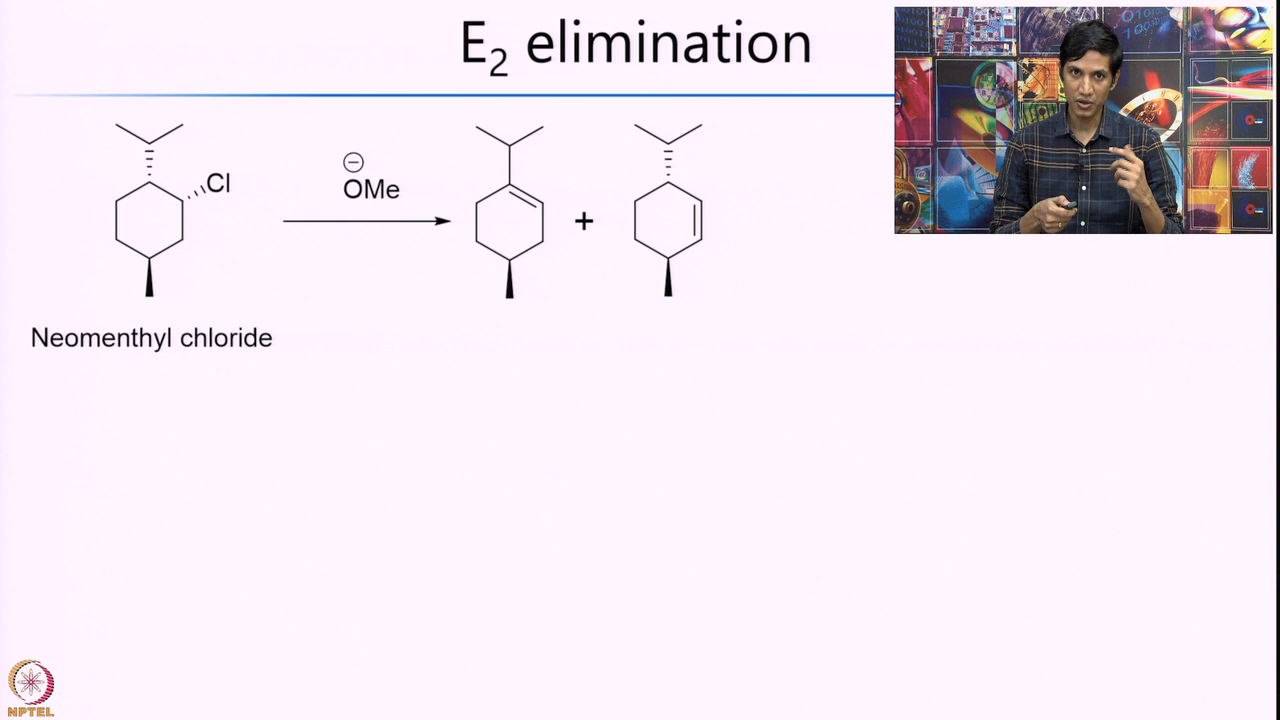 E₂ elimination
Cl
⊖
OMe
+
Neomenthyl chloride
NPTEL